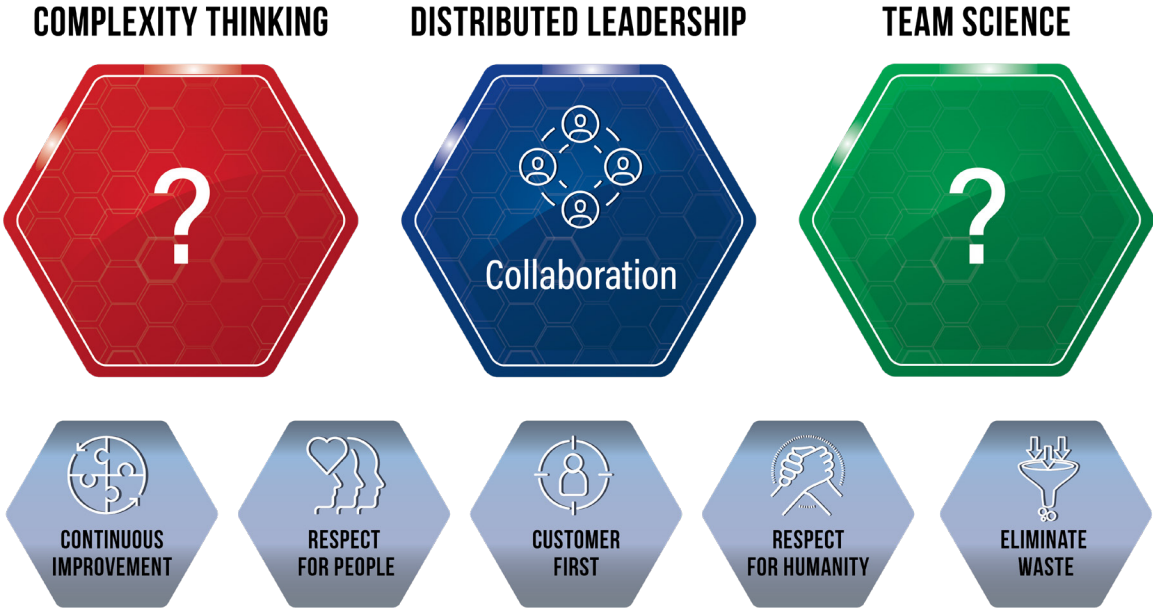 COMPLEXITY THINKING
DISTRIBUTED LEADERSHIP
TEAM SCIENCE
?
Collaboration
?
CONTINUOUS
IMPROVEMENT
RESPECT
FOR PEOPLE
CUSTOMER
FIRST
RESPECT
FOR HUMANITY
ELIMINATE
WASTE